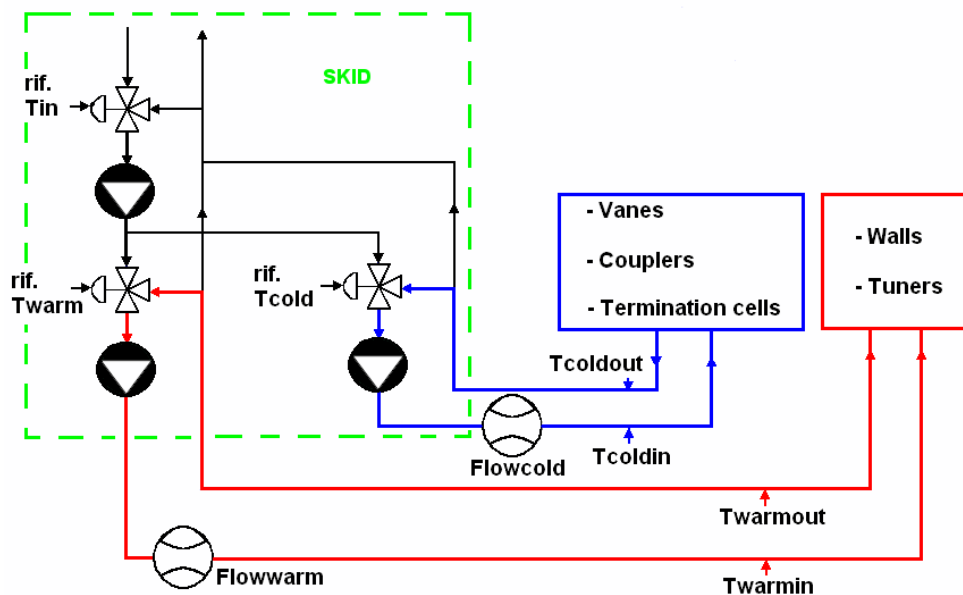 SKID
rif.
Tin
rif.
Twarm
rif.
Tcold
- Vanes
- Couplers
- Termination cells
- Walls
- Tuners
Tcoldout
Flowcold
Tcoldin
Twarmout
Flowwarm
Twarmin